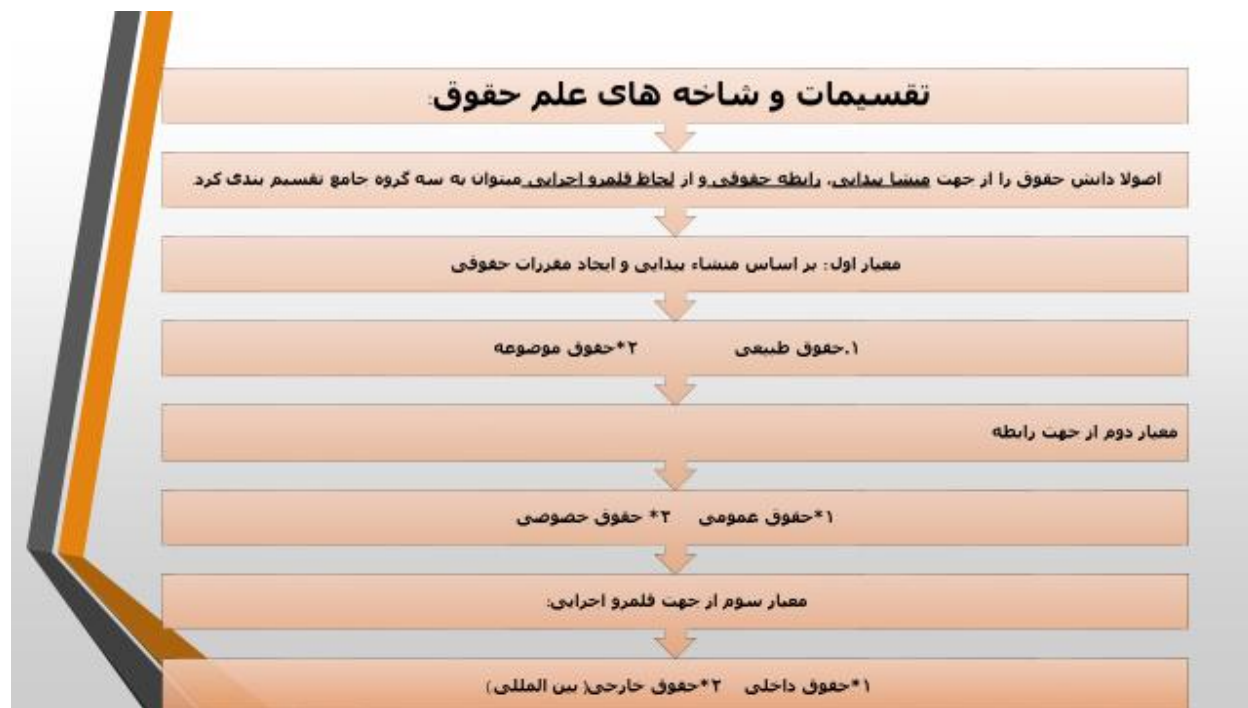 تقسیمات و شاخه های علم حقوق:
اصولا دانش حقوق را از جهت منشا پیدایی، رابطه حقوقی و از لحاظ قلمرو اجرایی میتوان به سه گروه جامع تقسیم بندی کرد
معیار اول: بر اساس منشاء پیدایی و ایجاد مقررات حقوقی
۱.حقوق طبیعی ۲*حقوق موضوعه
معیار دوم از جهت رابطه
۱*حقوق عمومی ۲* حقوق خصوصی
معیار سوم از جهت قلمرو اجرایی:
۱*حقوق داخلی ۲*حقوق خارجی( بین المللی)